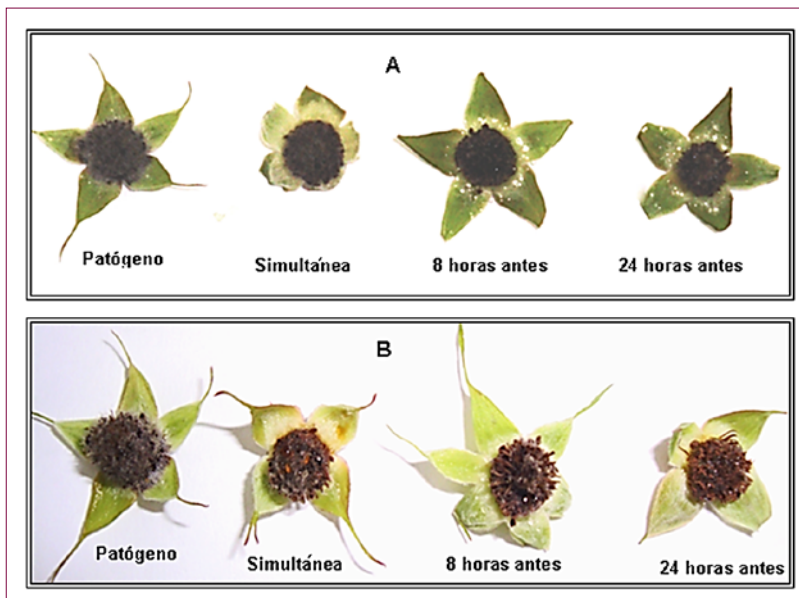 A
Patógeno
Simultánea
8 horas antes
24 horas antes
B
Patógeno
Simultánea
8 horas antes
24 horas antes